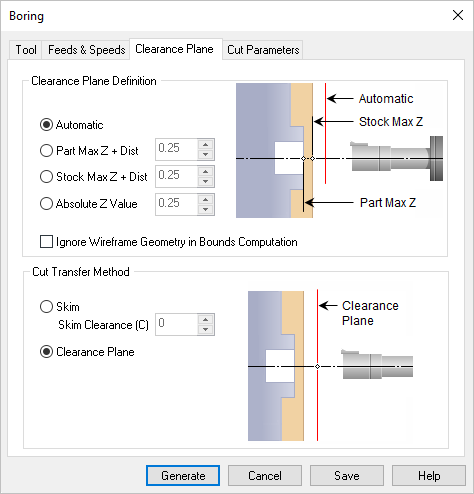 Boring
Tool Feeds & Speeds Clearance Plane Cut Parameters
Clearance Plane Definition
Automatic
Part Max Z + Dist 0.25
Stock Max Z + Dist 0.25
Absolute Z Value 0.25
Automatic
Stock Max Z
Part Max Z
Ignore Wireframe Geometry in Bounds Computation
Cut Transfer Method
Skim
Skim Clearance (C) 0
Clearance Plane
Clearance
Plane
Generate Cancel Save Help